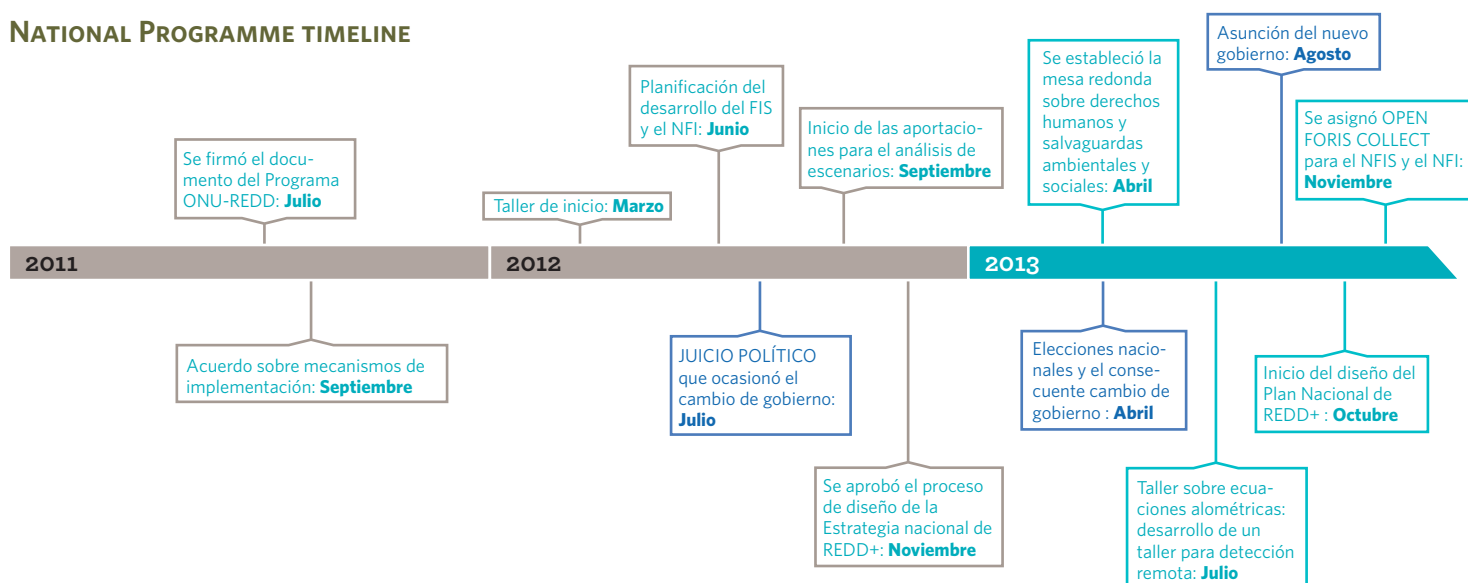 NATIONAL PROGRAMME TIMELINE
Se firmó el docu-
mento del Programa
ONU-REDD: Julio
Taller de inicio: Marzo
Planificación del
desarrollo del FIS
y el NFI: Junio
Inicio de las aportacio-
nes para el análisis de
escenarios: Septiembre
Se estableció la
mesa redonda
sobre derechos
humanos y
salvaguardas
ambientales y
sociales: Abril
Asunción del nuevo
gobierno: Agosto
Se asignó OPEN
FORIS COLLECT
para el NFIS y el NFI:
Noviembre
2011
2012
2013
Acuerdo sobre mecanismos de
implementación: Septiembre
JUICIO POLÍTICO
que ocasionó el
cambio de gobierno:
Julio
Se aprobó el proceso
de diseño de la
Estrategia nacional de
REDD+: Noviembre
Elecciones nacio-
nales y el conse-
cuente cambio de
gobierno : Abril
Taller sobre ecua-
ciones alométricas:
desarrollo de un
taller para detección
remota: Julio
Inicio del diseño del
Plan Nacional de
REDD+ : Octubre